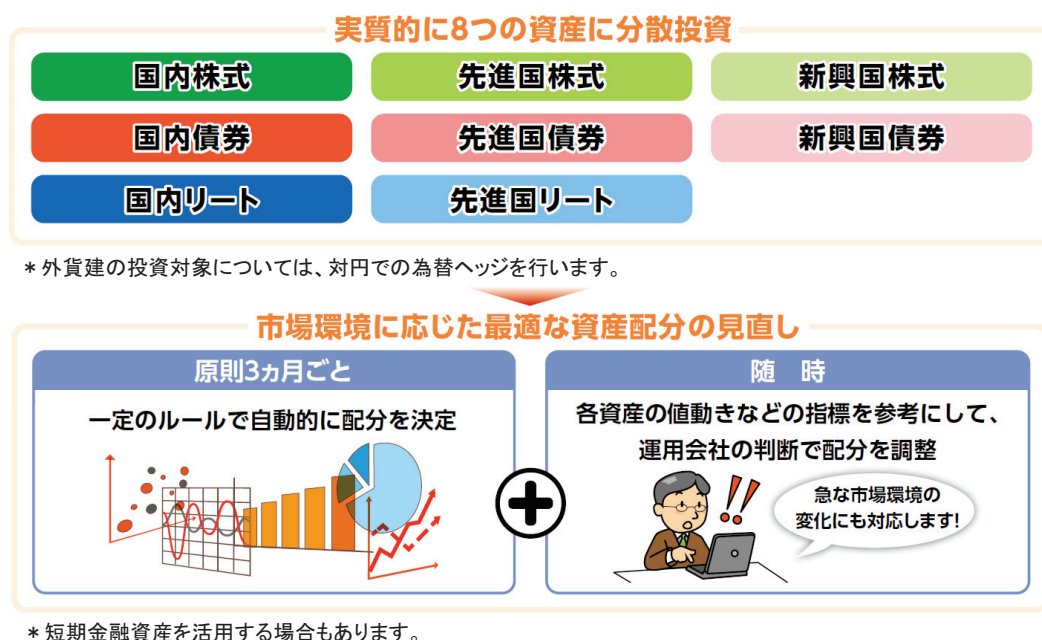 実質的に8つの資産に分散投資
国内株式
先進国株式
新興国株式
国内債券
先進国債券
新興国債券
国内リート
先進国リート
*外貨建の投資対象については、対円での為替ヘッジを行います。
市場環境に応じた最適な資産配分の見直し
原則3ヵ月ごと
一定のルールで自動的に配分を決定
随 時
各資産の値動きなどの指標を参考にして、
運用会社の判断で配分を調整
急な市場環境の
変化にも対応します!
*短期金融資産を活用する場合もあります。